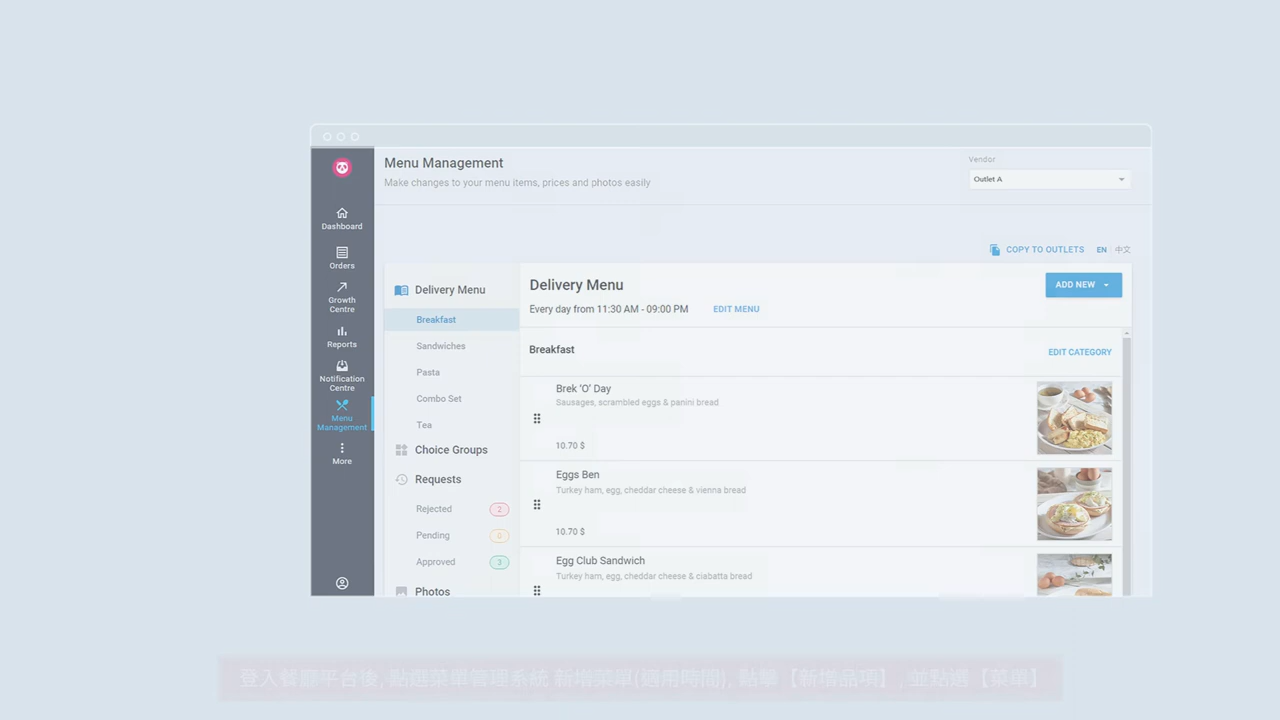 Menu Management
Make changes to your menu items, prices and photos easily
Vendor
Outlet A
Dashboard
Orders
Growth
Centre
Reports
Notification
Centre
Menu
Management
More
COPY TO OUTLETS EN 中文
Delivery Menu
Breakfast
Sandwiches
Pasta
Combo Set
Tea
Choice Groups
Requests
Rejected 2
Pending
Approved 3
Photos
Delivery Menu
ADD NEW
Every day from 11:30 AM - 09:00 PM EDIT MENU
Breakfast
EDIT CATEGORY
Brek 'O' Day
Sausages, scrambled eggs & panini bread
10.70 $
Eggs Ben
Turkey ham, egg, cheddar cheese & vienna bread
10.70 $
Egg Club Sandwich
Turkey ham, egg, cheddar cheese & ciabatta bread
登入餐廳平台後, 點選菜單管理系統 新增菜單(適用時間), 點擊【新增品項】, 並點選【菜單】